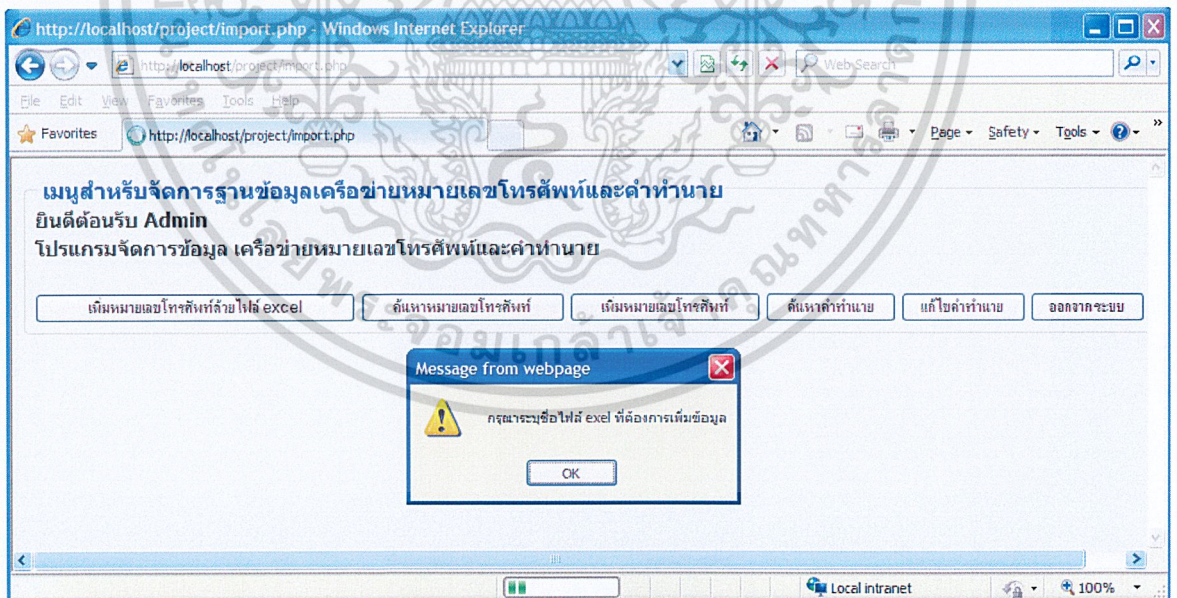 http://localhost/project/import.php - Windows Internet Explorer
http://localhost/project/import.php Web Search
File Edit View Favorites Tools Help
Favorites http://localhost/project/import.php Page Safety Tools
เมนูสำหรับจัดการฐานข้อมูลเครือข่ายหมายเลขโทรศัพท์และคำทำนาย
ยินดีต้อนรับ Admin
โปรแกรมจัดการข้อมูล เครือข่ายหมายเลขโทรศัพท์และคำทำนาย
เพิ่มหมายเลขโทรศัพท์ด้วยไฟล์ excel ค้นหาหมายเลขโทรศัพท์ เพิ่มหมายเลขโทรศัพท์ ค้นหาคำทำนาย แก้ไขคำทำนาย ออกจากระบบ
Message from webpage
กรุณาระบุชื่อไฟล์ exel ที่ต้องการเพิ่มข้อมูล
OK
Local intranet 100%